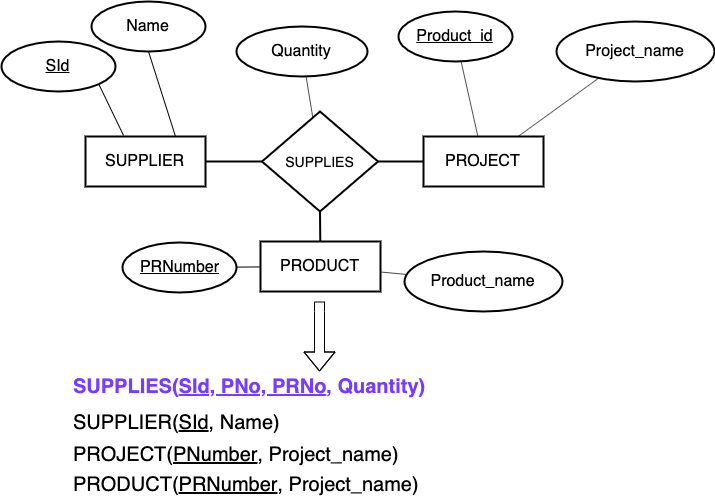 Name
SId
Quantity
Product_id
Project_name
SUPPLIER
SUPPLIES
PROJECT
PRNumber
PRODUCT
Product_name
SUPPLIES(SId, PNo, PRNo, Quantity)
SUPPLIER(SId, Name)
PROJECT(PNumber, Project_name)
PRODUCT(PRNumber, Project_name)